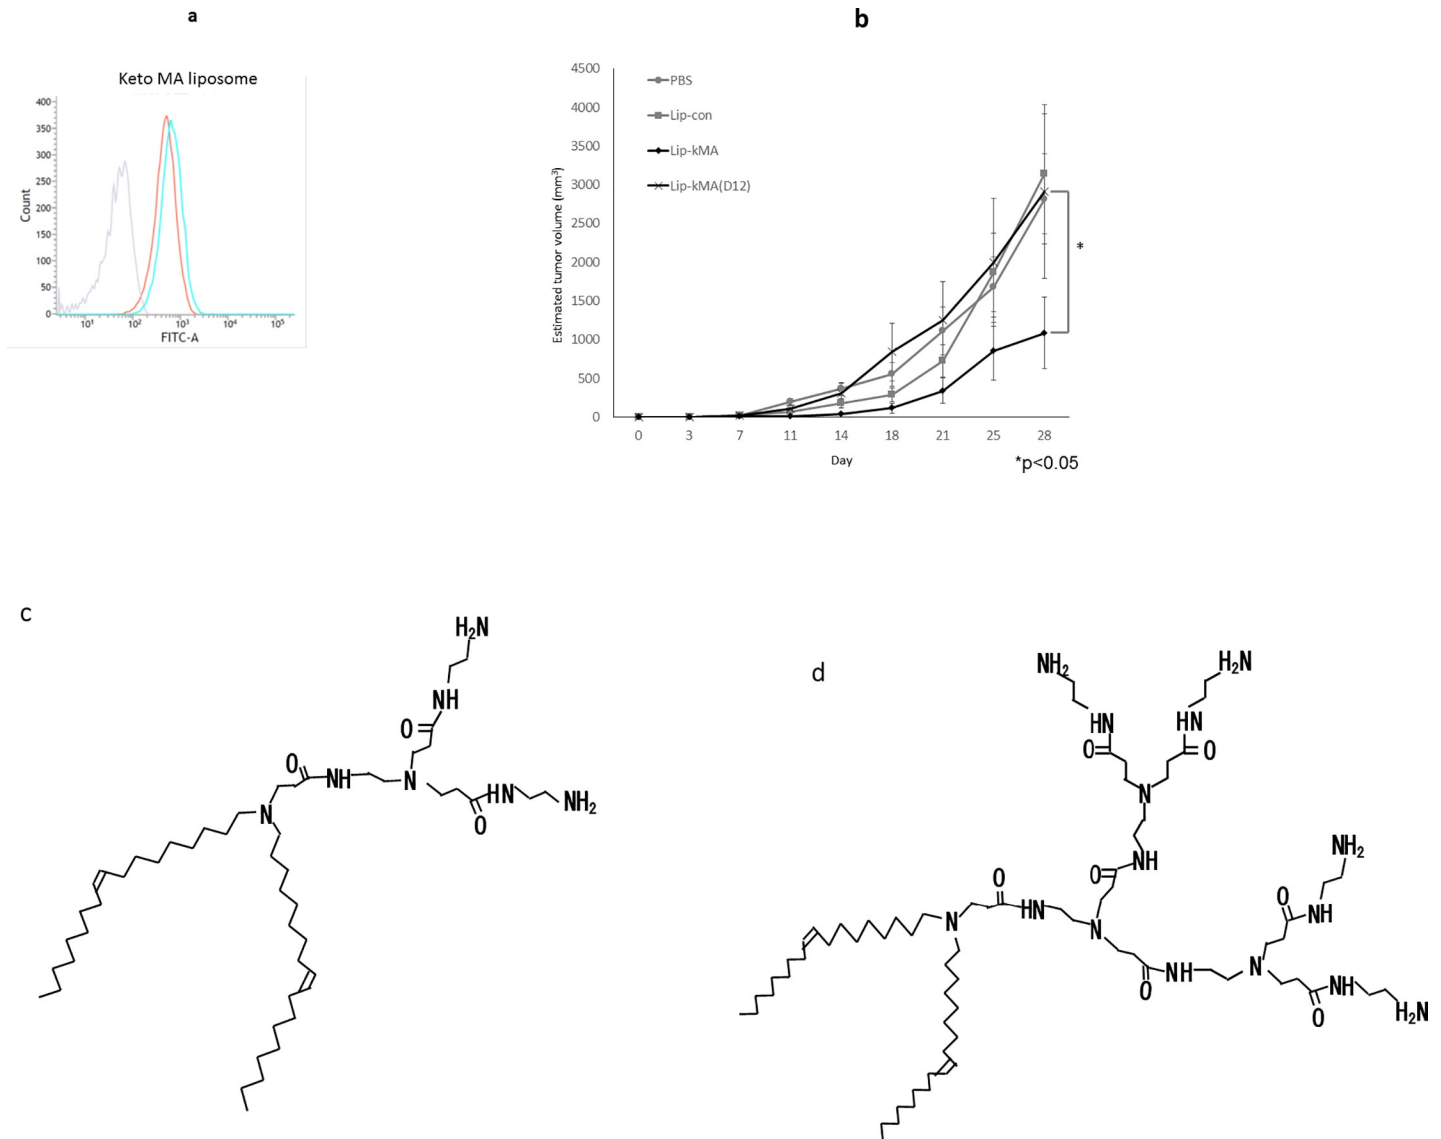 a
Keto MA liposome
400
350
300
250
200
150
100
50
0
Count
10¹ 10² 10³ 10⁴ 10⁵
FITC-A
b
4500
4000
3500
3000
2500
2000
1500
1000
500
0
Estimated tumor volume (mm³)
PBS
Lip-con
Lip-kMA
Lip-kMA(D12)
*
0 3 7 11 14 18 21 25 28
Day
*p<0.05
c
H₂N
NH
O
O
NH
N
HN
NH₂
O
N
d
NH₂
H₂N
HN
HN
O
O
N
NH
O
NH₂
O
O
NH
HN
N
N
N
NH
NH
O
O
H₂N